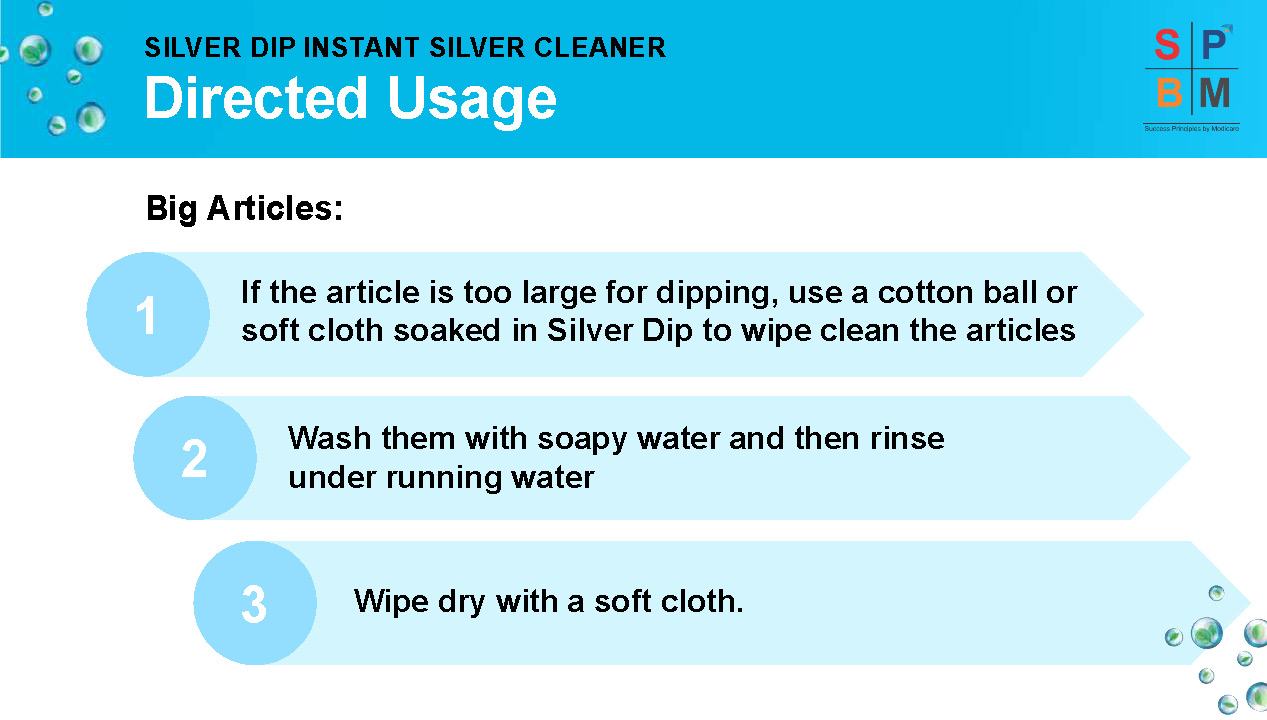 SILVER DIP INSTANT SILVER CLEANER
Directed Usage
S P
B M
Success Principles by Modicare
Big Articles:
1
If the article is too large for dipping, use a cotton ball or
soft cloth soaked in Silver Dip to wipe clean the articles
2
Wash them with soapy water and then rinse
under running water
3
Wipe dry with a soft cloth.